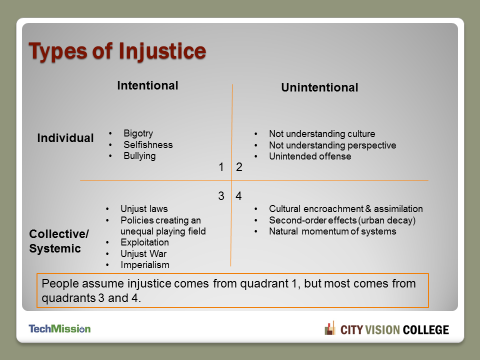 Types of Injustice
Intentional
Unintentional
Individual
• Bigotry
• Selfishness
• Bullying
• Not understanding culture
• Not understanding perspective
• Unintended offense
1 2
3 4
Collective/
Systemic
• Unjust laws
• Policies creating an
unequal playing field
• Exploitation
• Unjust War
• Imperialism
• Cultural encroachment & assimilation
• Second-order effects (urban decay)
• Natural momentum of systems
People assume injustice comes from quadrant 1, but most comes from
quadrants 3 and 4.
TechMission
CITY VISION COLLEGE